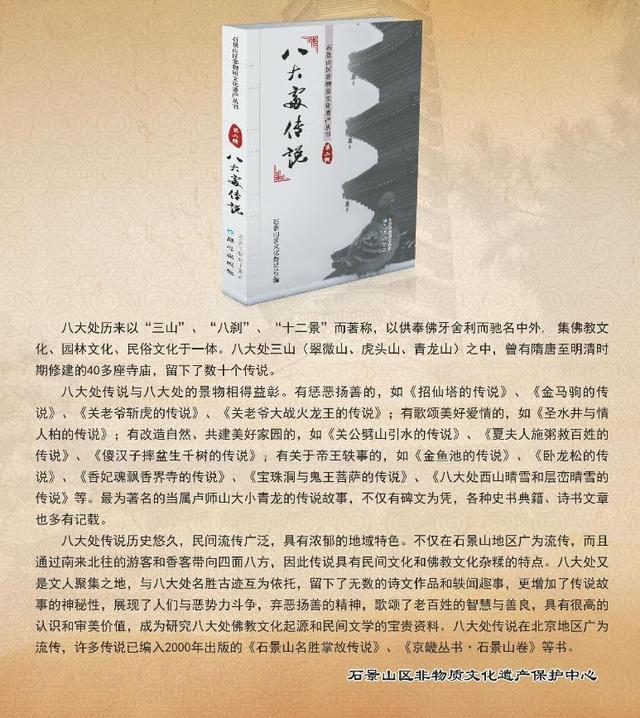 石景山区非物质文化遗产丛书
第二辑
八大处传说
石景山区非物质文化遗产丛书
第二辑
八大处传说
八大处历来以“三山”、“八刹”、“十二景”而著称，以供奉佛牙舍利而驰名中外. 集佛教文
化、园林文化、民俗文化于一体。八大处三山（翠微山、虎头山、青龙山）之中，曾有隋唐至明清时
期修建的40多座寺庙，留下了数十个传说。
八大处传说与八大处的景物相得益彰。有惩恶扬善的，如《招仙塔的传说》、《金马驹的传
说》、《关老爷斩虎的传说》、《关老爷大战火龙王的传说》；有歌颂美好爱情的，如《圣水井与情
人柏的传说》；有改造自然、共建美好家园的，如《关公劈山引水的传说》、《夏夫人施粥救百姓的
传说》、《傻汉子摔盆生千树的传说》；有关于帝王轶事的，如《金鱼池的传说》、《卧龙松的传
说》、《香妃魂飘香界寺的传说》、《宝珠洞与鬼王菩萨的传说》、《八大处西山晴雪和层峦晴雪的
传说》等。最为著名的当属卢师山大小青龙的传说故事，不仅有碑文为凭，各种史书典籍、诗书文章
也多有记载。
八大处传说历史悠久，民间流传广泛，具有浓郁的地域特色。不仅在石景山地区广为流传，而且
通过南来北往的游客和香客带向四面八方，因此传说具有民间文化和佛教文化杂糅的特点。八大处又
是文人聚集之地，与八大处名胜古迹互为依托，留下了无数的诗文作品和轶闻趣事，更增加了传说故
事的神秘性，展现了人们与恶势力斗争，弃恶扬善的精神，歌颂了老百姓的智慧与善良，具有很高的
认识和审美价值，成为研究八大处佛教文化起源和民间文学的宝贵资料。八大处传说在北京地区广为
流传，许多传说已编入2000年出版的《石景山名胜掌故传说》、《京畿丛书·石景山卷》等书。
石景山区非物质文化遗产保护中心